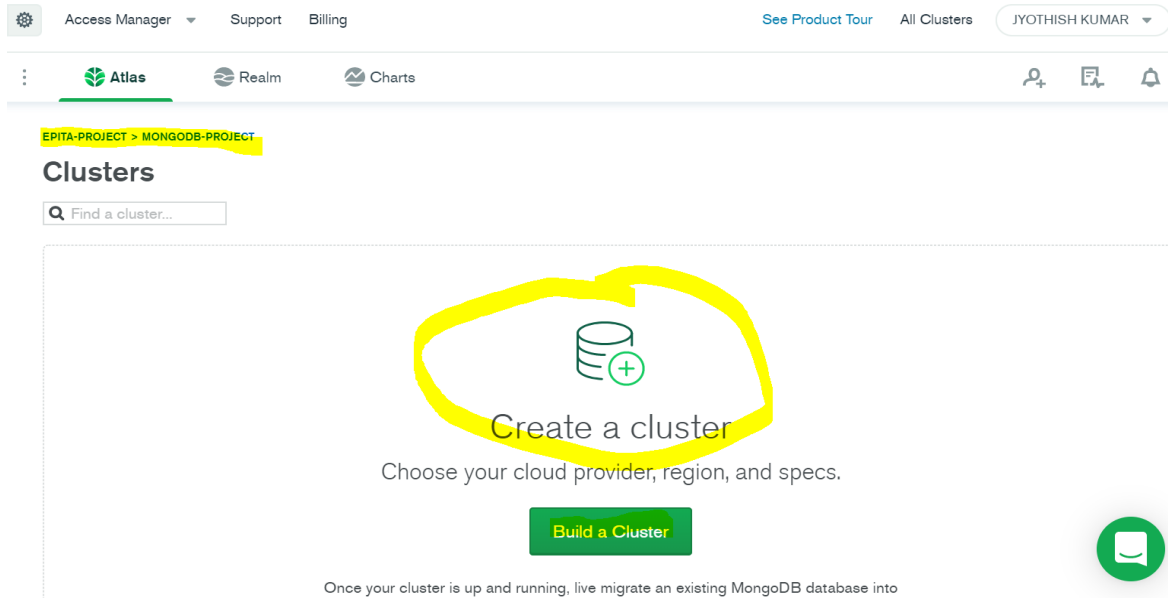 Access Manager Support Billing See Product Tour All Clusters JYOTHISH KUMAR
Atlas Realm Charts
EPITA-PROJECT > MONGODB-PROJECT
Clusters
Find a cluster...
Create a cluster
Choose your cloud provider, region, and specs.
Build a Cluster
Once your cluster is up and running, live migrate an existing MongoDB database into